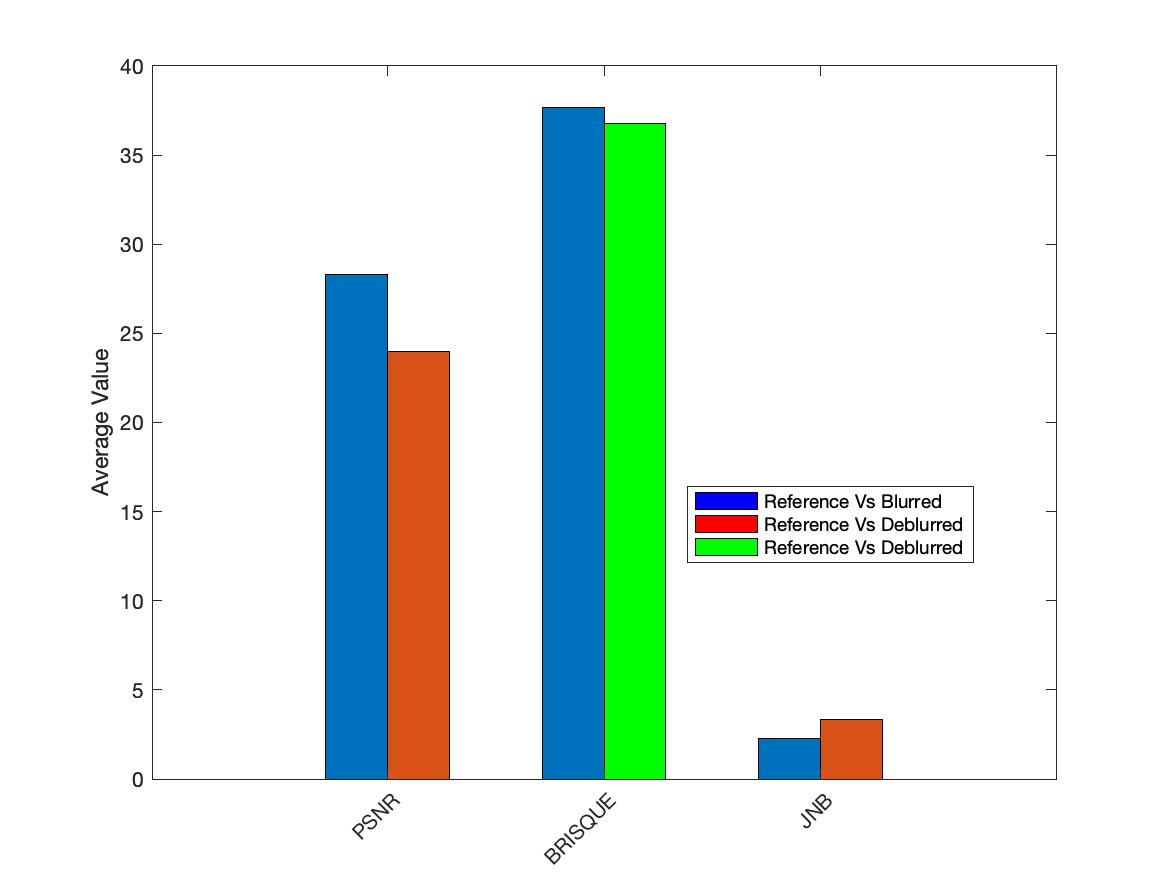 40
35
30
25
20
15
10
5
0
Average Value
Reference Vs Blurred
Reference Vs Deblurred
Reference Vs Deblurred
PSNR
BRISQUE
JNB